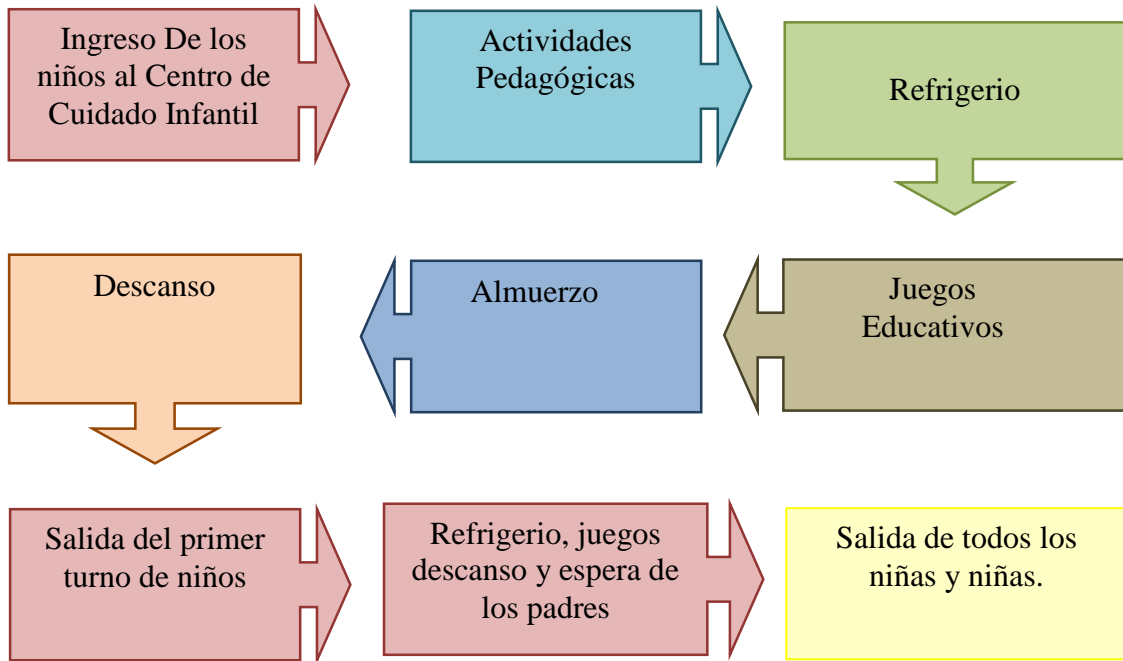 Ingreso De los
niños al Centro de
Cuidado Infantil
Actividades
Pedagógicas
Refrigerio
Juegos
Educativos
Almuerzo
Descanso
Salida del primer
turno de niños
Refrigerio, juegos
descanso y espera de
los padres
Salida de todos los
niñas y niñas.